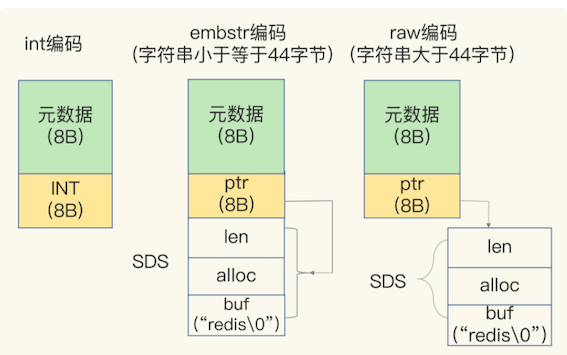 int编码
embstr编码
(字符串小于等于44字节)
raw编码
(字符串大于44字节)
元数据
(8B)
INT
(8B)
元数据
(8B)
ptr
(8B)
SDS
len
alloc
buf
(“redis\0”)
元数据
(8B)
ptr
(8B)
SDS
len
alloc
buf
(“redis\0”)